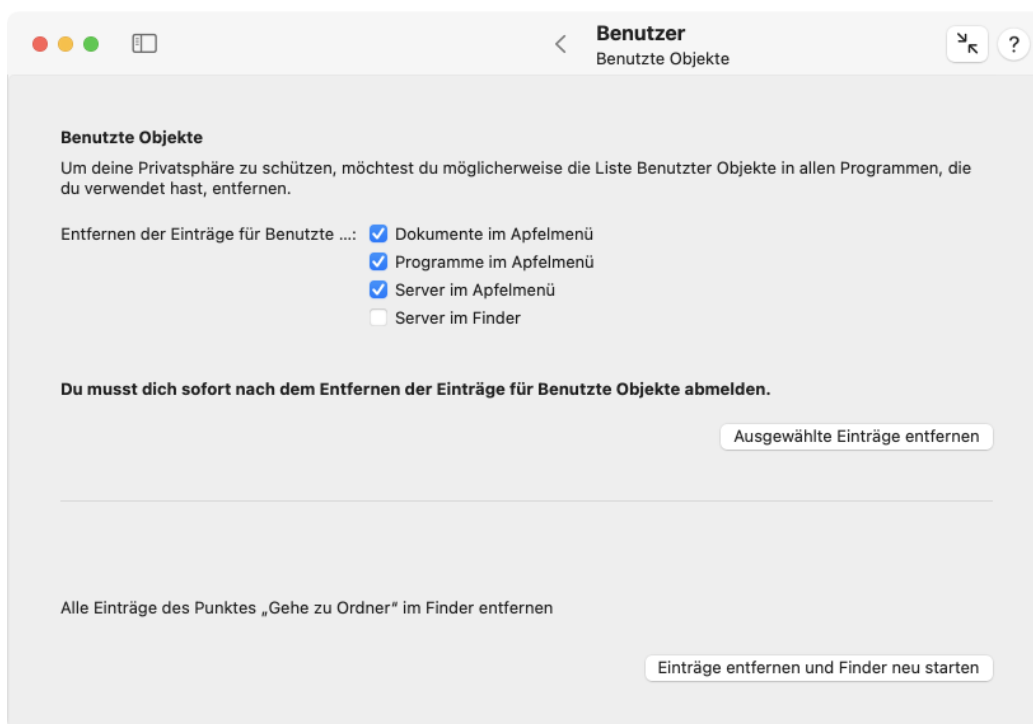 Benutzer
Benutzte Objekte
?
Benutzte Objekte
Um deine Privatsphäre zu schützen, möchtest du möglicherweise die Liste Benutzter Objekte in allen Programmen, die
du verwendet hast, entfernen.
Entfernen der Einträge für Benutzte ...: Dokumente im Apfelmenü
Programme im Apfelmenü
Server im Apfelmenü
Server im Finder
Du musst dich sofort nach dem Entfernen der Einträge für Benutzte Objekte abmelden.
Ausgewählte Einträge entfernen
Alle Einträge des Punktes „Gehe zu Ordner“ im Finder entfernen
Einträge entfernen und Finder neu starten